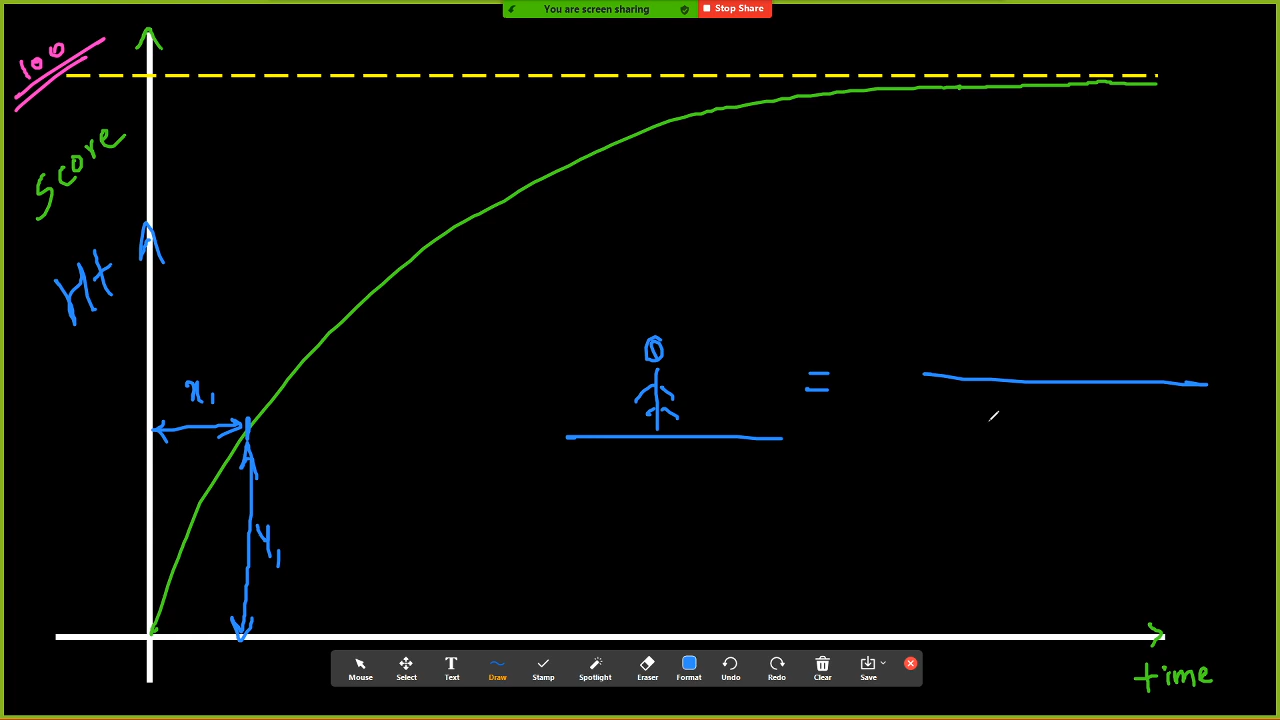 You are screen sharing Stop Share
100
Score
Ht
x₁
=
y₁
time
Mouse Select Text Draw Stamp Spotlight Eraser Format Undo Redo Clear Save